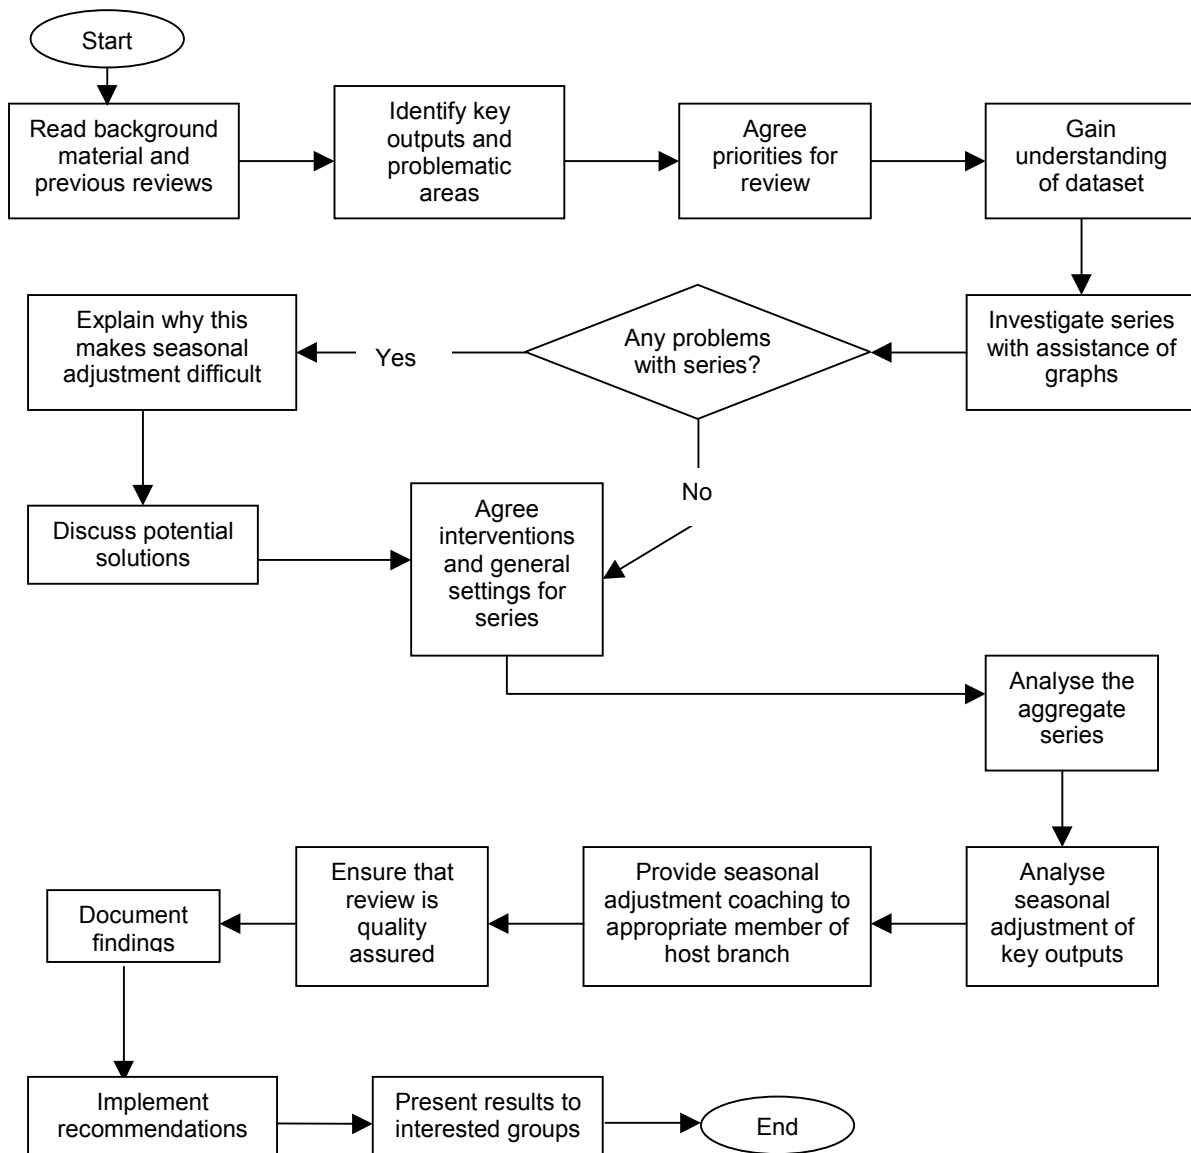 Start
Read background
material and
previous reviews
Identify key
outputs and
problematic
areas
Agree
priorities for
review
Gain
understanding
of dataset
Investigate series
with assistance of
graphs
Any problems
with series?
Yes
Explain why this
makes seasonal
adjustment difficult
Discuss potential
solutions
No
Agree
interventions
and general
settings for
series
Analyse the
aggregate
series
Analyse
seasonal
adjustment of
key outputs
Provide seasonal
adjustment coaching to
appropriate member of
host branch
Ensure that
review is
quality
assured
Document
findings
Implement
recommendations
Present results to
interested groups
End